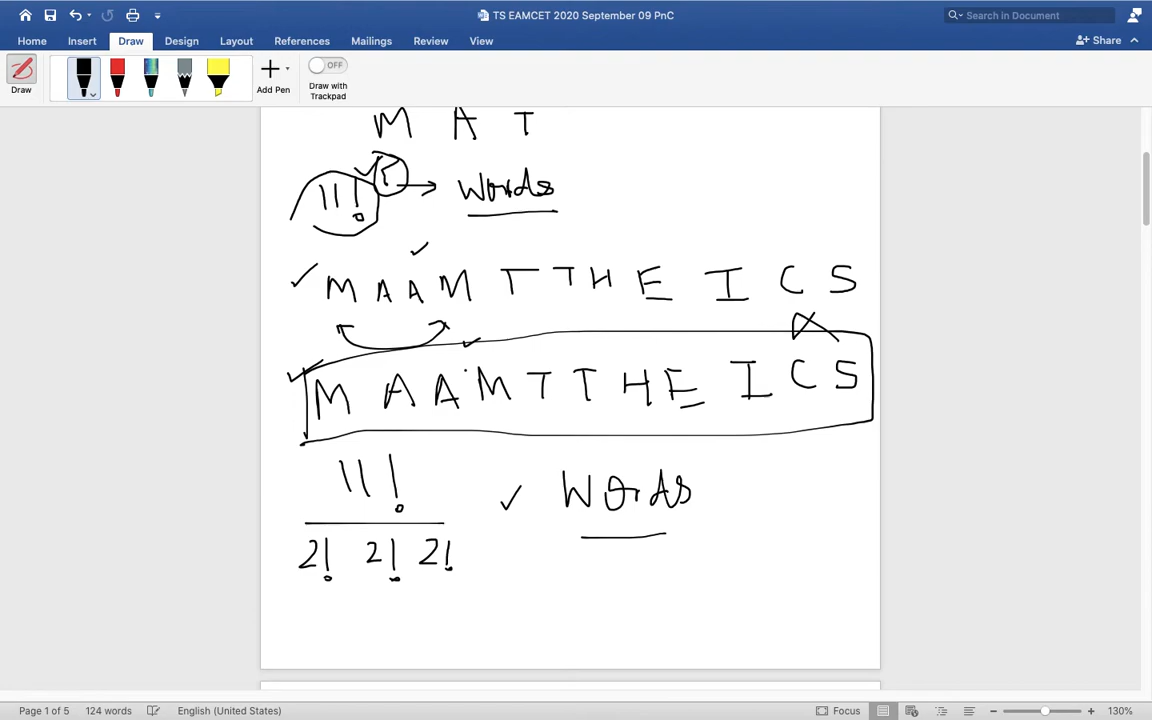 TS EAMCET 2020 September 09 PnC
Search in Document
Home Insert Draw Design Layout References Mailings Review View
Share
Draw
Add Pen
OFF
Draw with
Trackpad
M A T
11! ? → Words
M A A M T T H E I C S
M A A M T T H E I C S
11!
2! 2! 2!
✓ Words
Page 1 of 5 124 words English (United States) Focus 130%